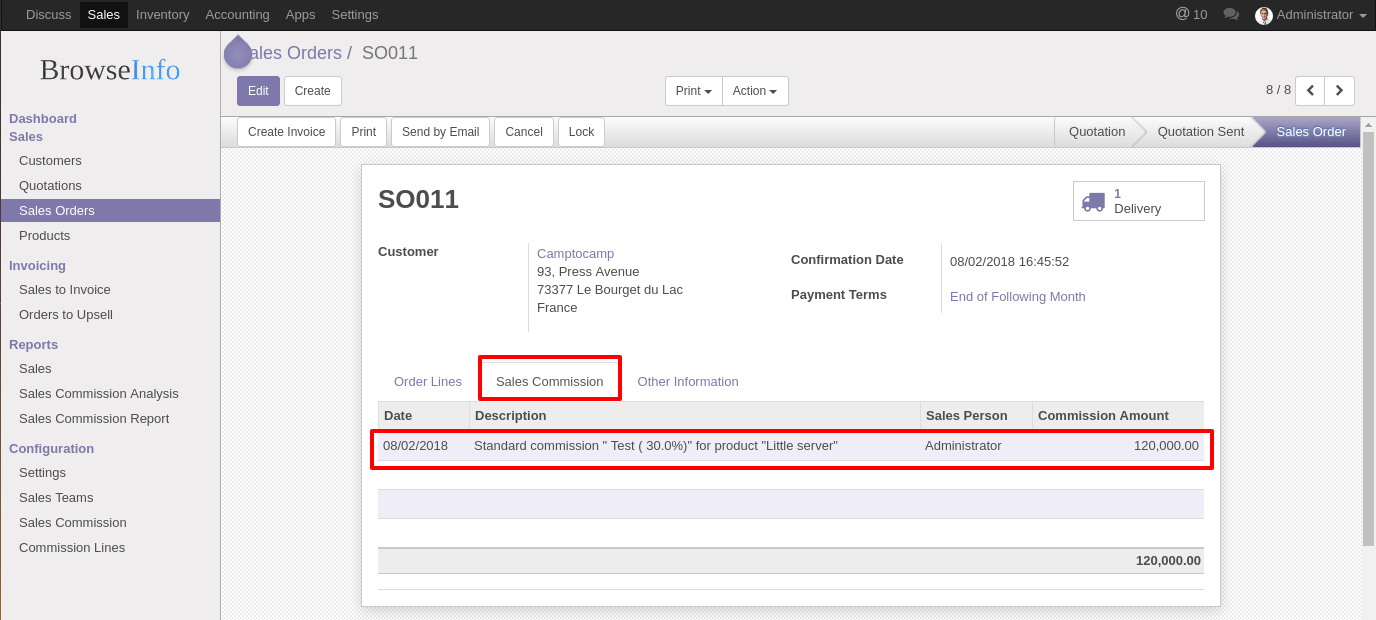 Discuss Sales Inventory Accounting Apps Settings @ 10 Administrator
BrowseInfo
Dashboard
Sales
Customers
Quotations
Sales Orders
Products
Invoicing
Sales to Invoice
Orders to Upsell
Reports
Sales
Sales Commission Analysis
Sales Commission Report
Configuration
Settings
Sales Teams
Sales Commission
Commission Lines
ales Orders / SO011
Edit Create Print Action 8 / 8
Create Invoice Print Send by Email Cancel Lock Quotation Quotation Sent Sales Order
SO011
1
Delivery
Customer
Camptocamp
93, Press Avenue
73377 Le Bourget du Lac
France
Confirmation Date 08/02/2018 16:45:52
Payment Terms End of Following Month
Order Lines Sales Commission Other Information
Date Description Sales Person Commission Amount
08/02/2018 Standard commission " Test ( 30.0%)" for product "Little server" Administrator 120,000.00
120,000.00